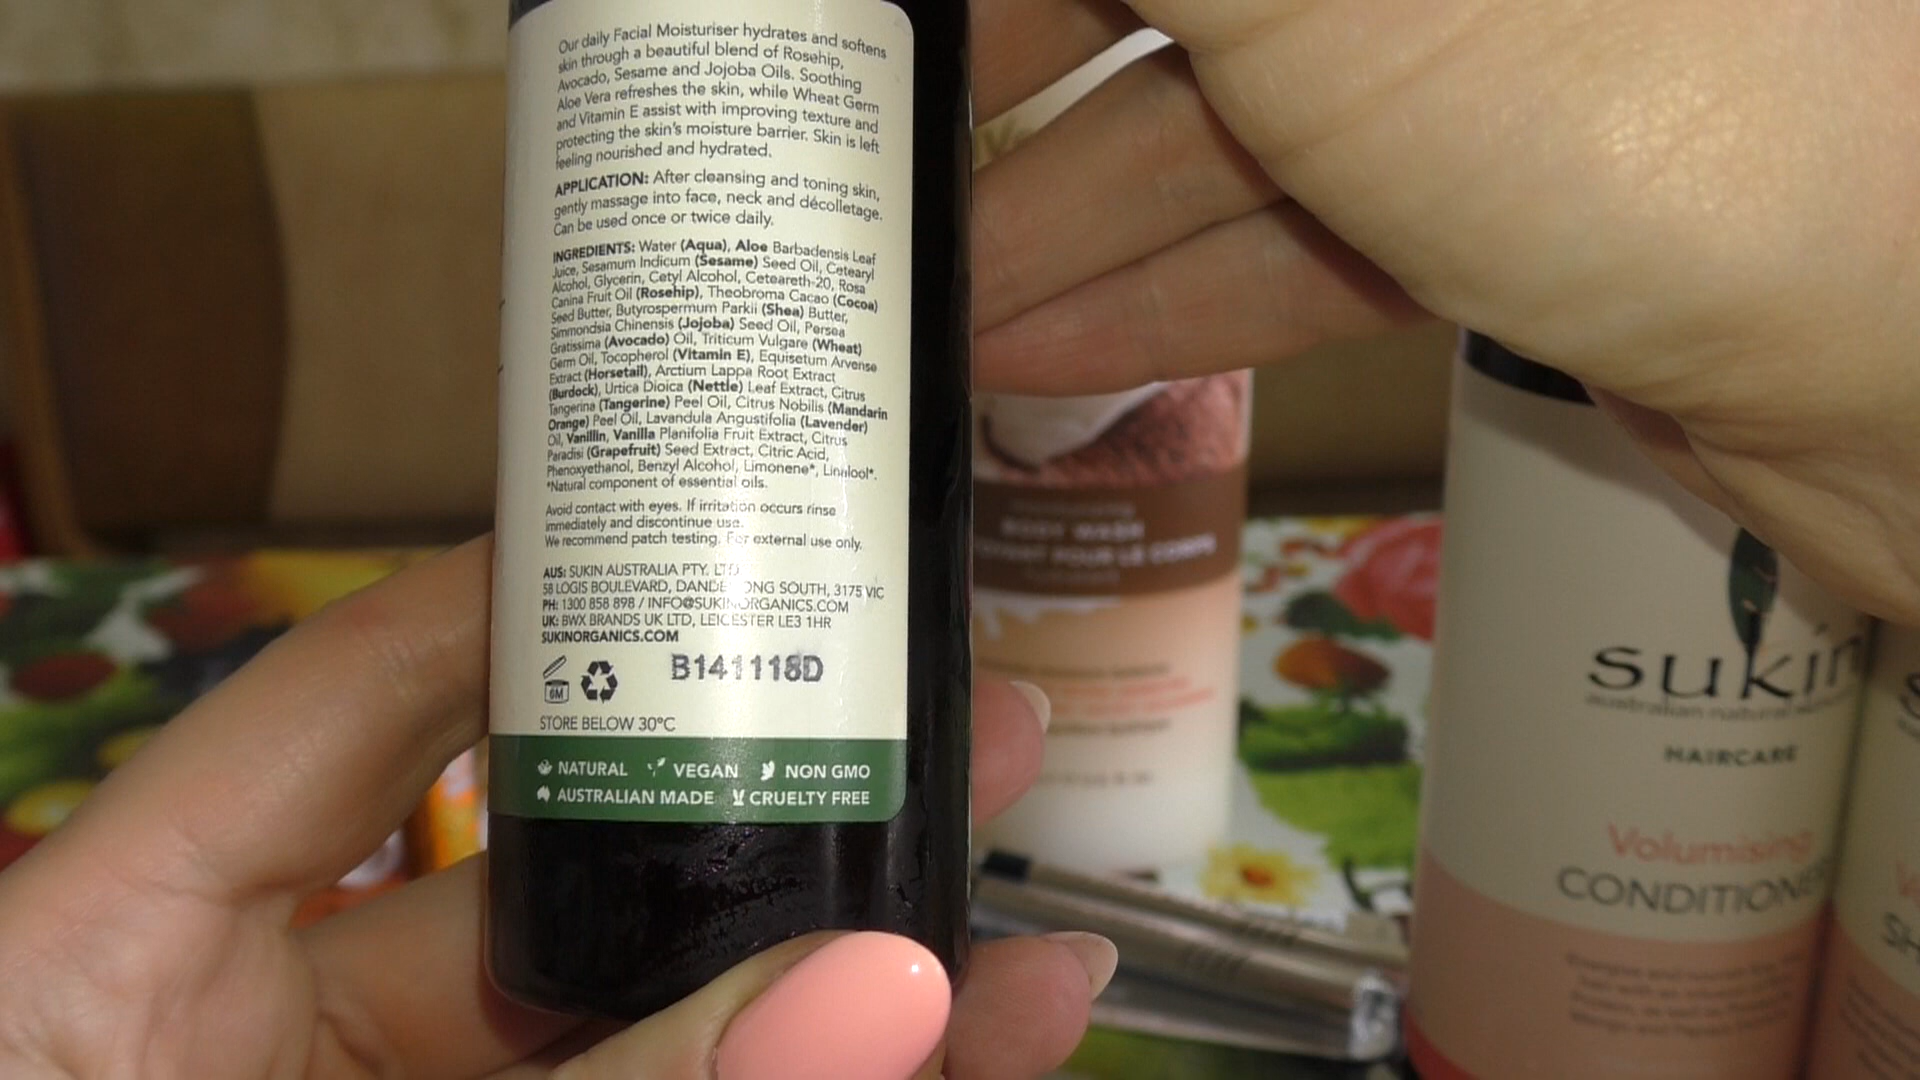 Our daily Facial Moisturiser hydrates and softens
skin through a beautiful blend of Rosehip,
Avocado, Sesame and Jojoba Oils. Soothing
Aloe Vera refreshes the skin, while Wheat Germ
and Vitamin E assist with improving texture and
protecting the skin's moisture barrier. Skin is left
feeling nourished and hydrated.
APPLICATION: After cleansing and toning skin,
gently massage into face, neck and décolletage.
Can be used once or twice daily.
INGREDIENTS: Water (Aqua), Aloe Barbadensis Leaf
Juice, Sesamum Indicum (Sesame) Seed Oil, Cetearyl
Alcohol, Glycerin, Cetyl Alcohol, Ceteareth-20, Rosa
Canina Fruit Oil (Rosehip), Theobroma Cacao (Cocoa)
Seed Butter, Butyrospermum Parkii (Shea) Butter,
Simmondsia Chinensis (Jojoba) Seed Oil, Persea
Gratissima (Avocado) Oil, Triticum Vulgare (Wheat)
Germ Oil, Tocopherol (Vitamin E), Equisetum Arvense
Extract (Horsetail), Arctium Lappa Root Extract
(Burdock), Urtica Dioica (Nettle) Leaf Extract, Citrus
Tangerina (Tangerine) Peel Oil, Citrus Nobilis (Mandarin
Orange) Peel Oil, Lavandula Angustifolia (Lavender)
Oil, Vanillin, Vanilla Planifolia Fruit Extract, Citrus
Paradisi (Grapefruit) Seed Extract, Citric Acid,
Phenoxyethanol, Benzyl Alcohol, Limonene*, Linalool*.
*Natural component of essential oils.
Avoid contact with eyes. If irritation occurs rinse
immediately and discontinue use.
We recommend patch testing. For external use only.
AUS: SUKIN AUSTRALIA PTY. LTD
58 LOGIS BOULEVARD, DANDENONG SOUTH, 3175 VIC
PH: 1300 858 898 / INFO@SUKINORGANICS.COM
UK: BWX BRANDS UK LTD, LEICESTER LE3 1HR
SUKINORGANICS.COM
6M
B141118D
STORE BELOW 30°C
NATURAL VEGAN NON GMO
AUSTRALIAN MADE CRUELTY FREE
BODY WASH
POUR LE CORPS
sukin
australian natural
HAIRCARE
Volumising
CONDITIONER